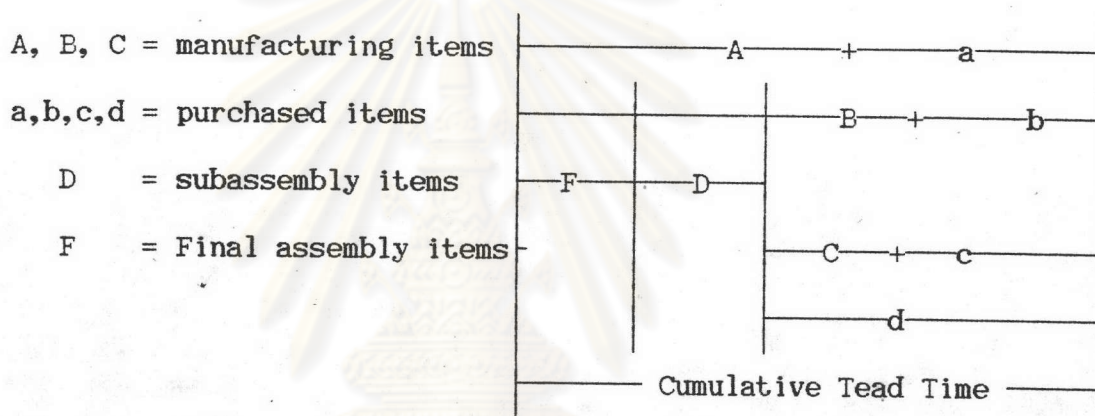 A, B, C = manufacturing items A + a
a,b,c,d = purchased items B + b
D = subassembly items F D
F = Final assembly items C + c
d
Cumulative Tead Time